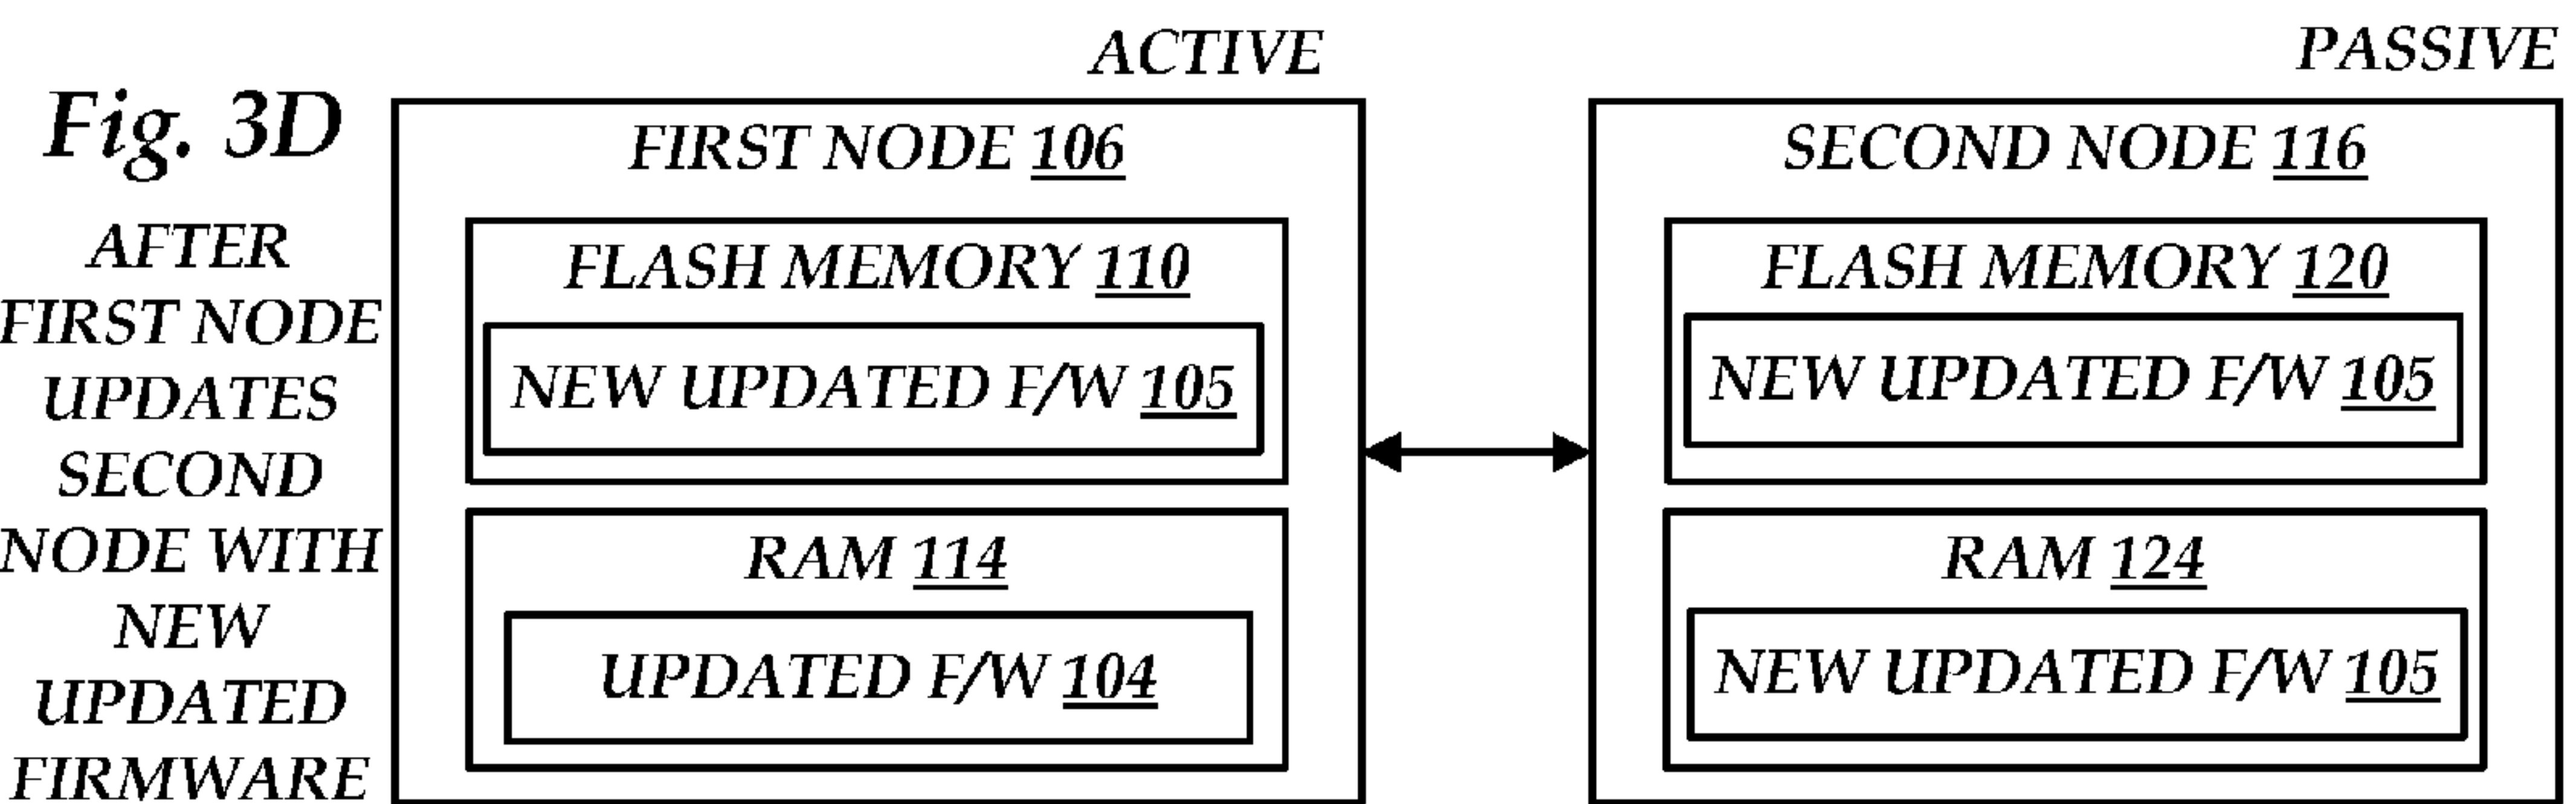 Fig. 3D
AFTER
FIRST NODE
UPDATES
SECOND
NODE WITH
NEW
UPDATED
FIRMWARE
ACTIVE
FIRST NODE 106
FLASH MEMORY 110
NEW UPDATED F/W 105
RAM 114
UPDATED F/W 104
PASSIVE
SECOND NODE 116
FLASH MEMORY 120
NEW UPDATED F/W 105
RAM 124
NEW UPDATED F/W 105